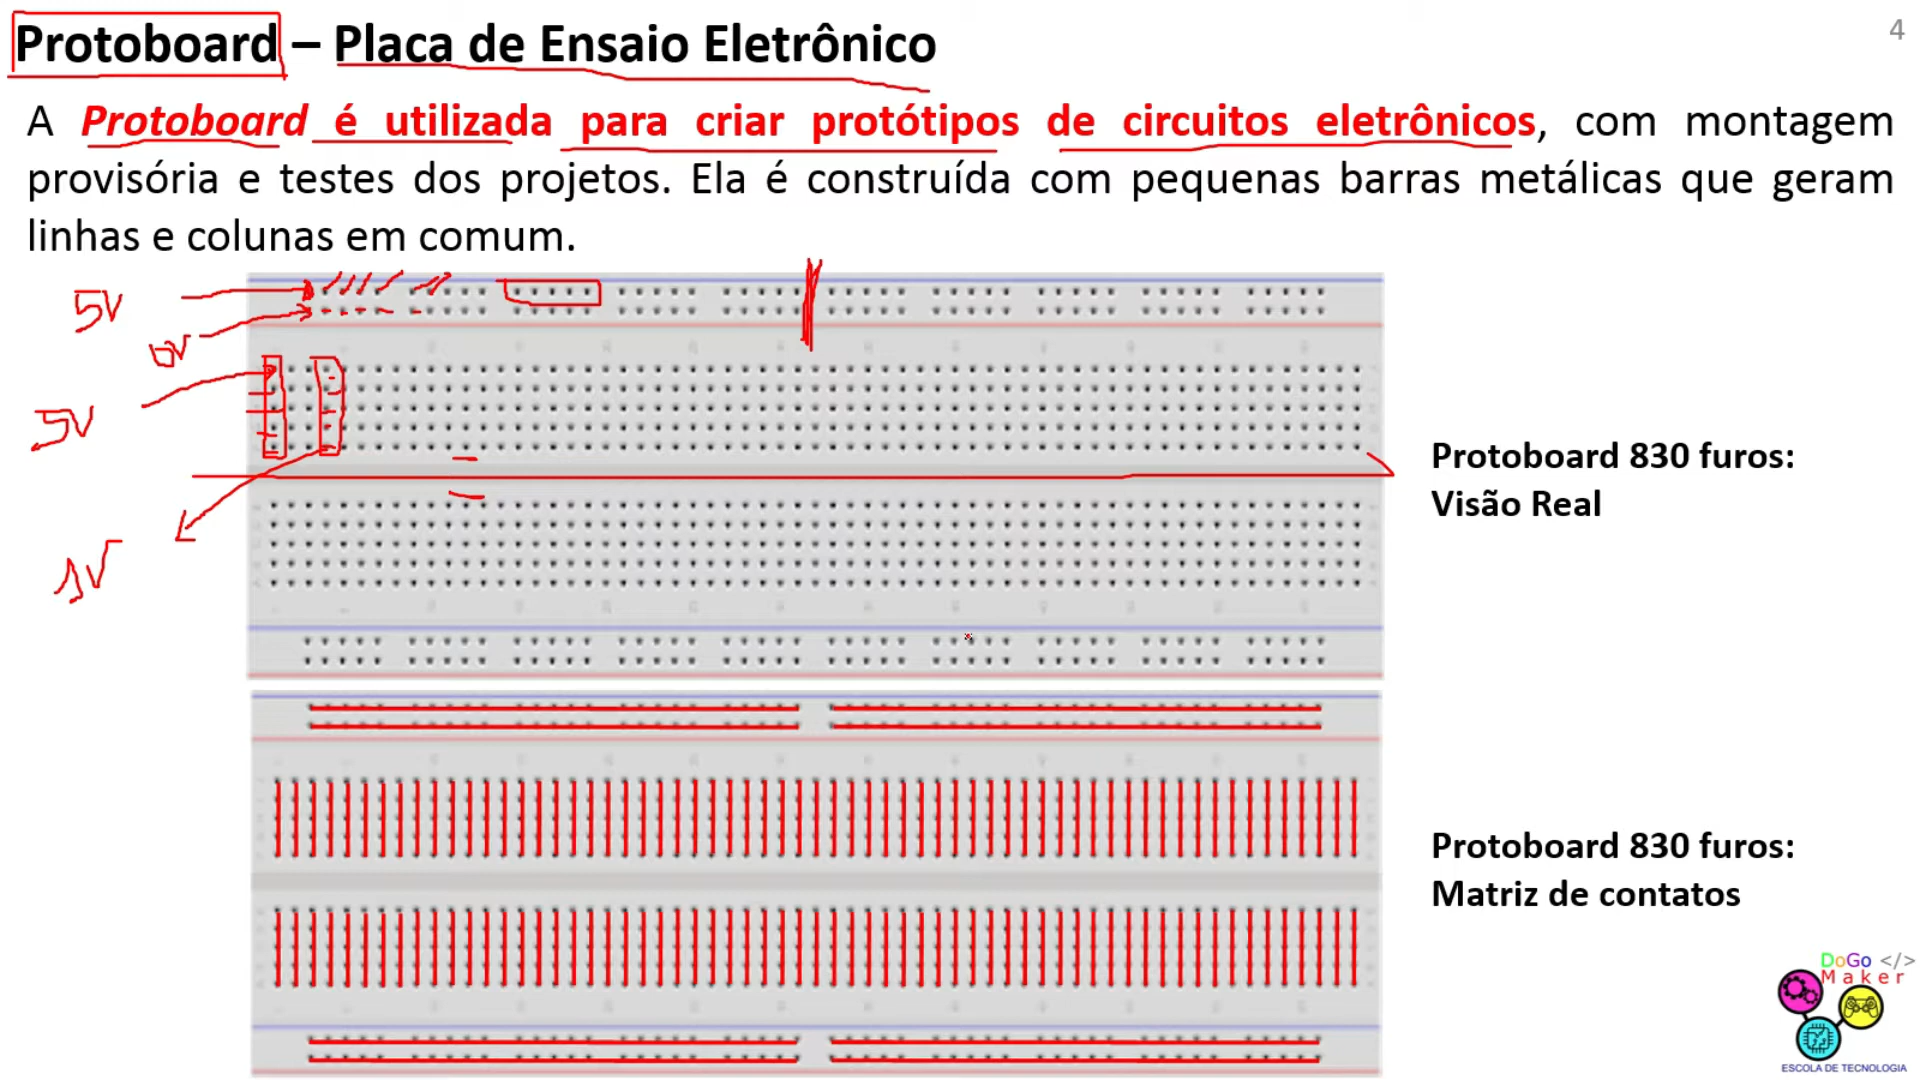 Protoboard – Placa de Ensaio Eletrônico
4
A Protoboard é utilizada para criar protótipos de circuitos eletrônicos, com montagem
provisória e testes dos projetos. Ela é construída com pequenas barras metálicas que geram
linhas e colunas em comum.
5V
0V
5V
1V
Protoboard 830 furos:
Visão Real
Protoboard 830 furos:
Matriz de contatos
DoGo </>
Maker
ESCOLA DE TECNOLOGIA